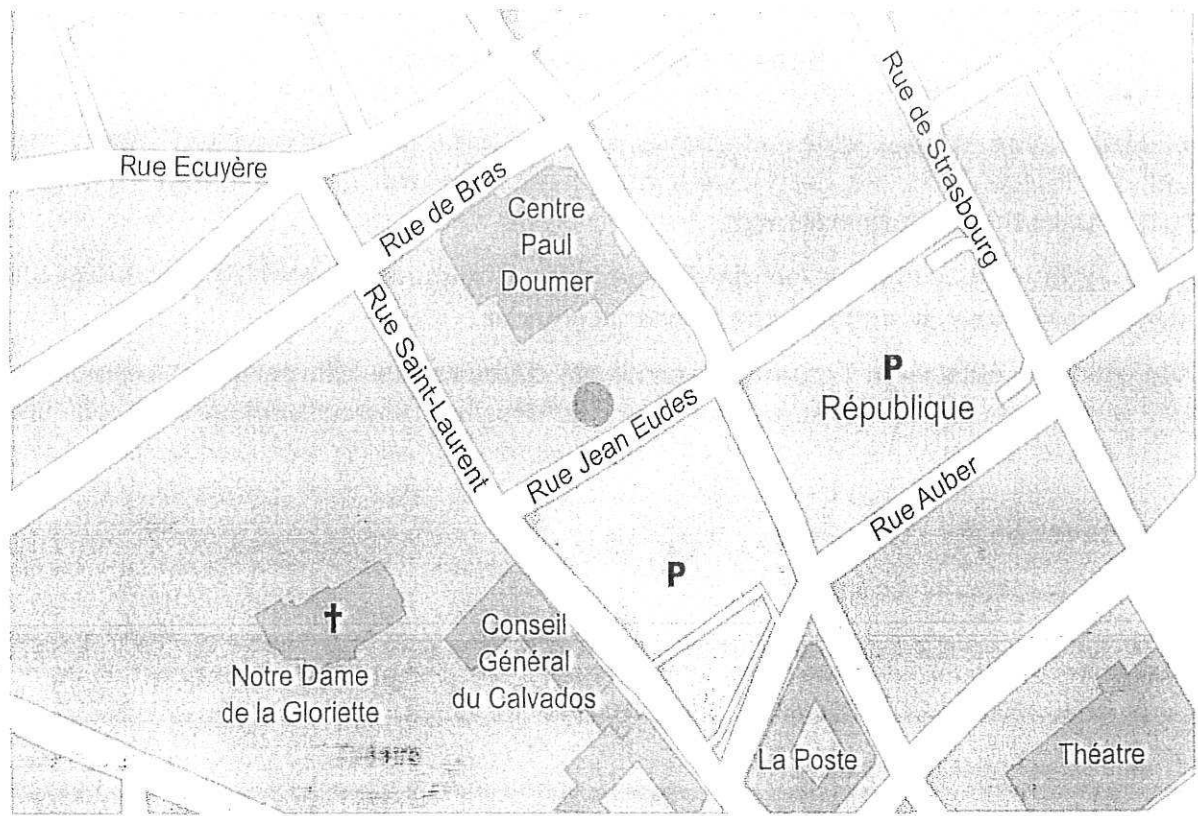 Rue de Strasbourg
Rue Ecuyère
Rue de Bras
Centre
Paul
Doumer
Rue Saint-Laurent
P
République
Rue Jean Eudes
Rue Auber
P
Conseil
Général
du Calvados
Notre Dame
de la Gloriette
La Poste
Théatre